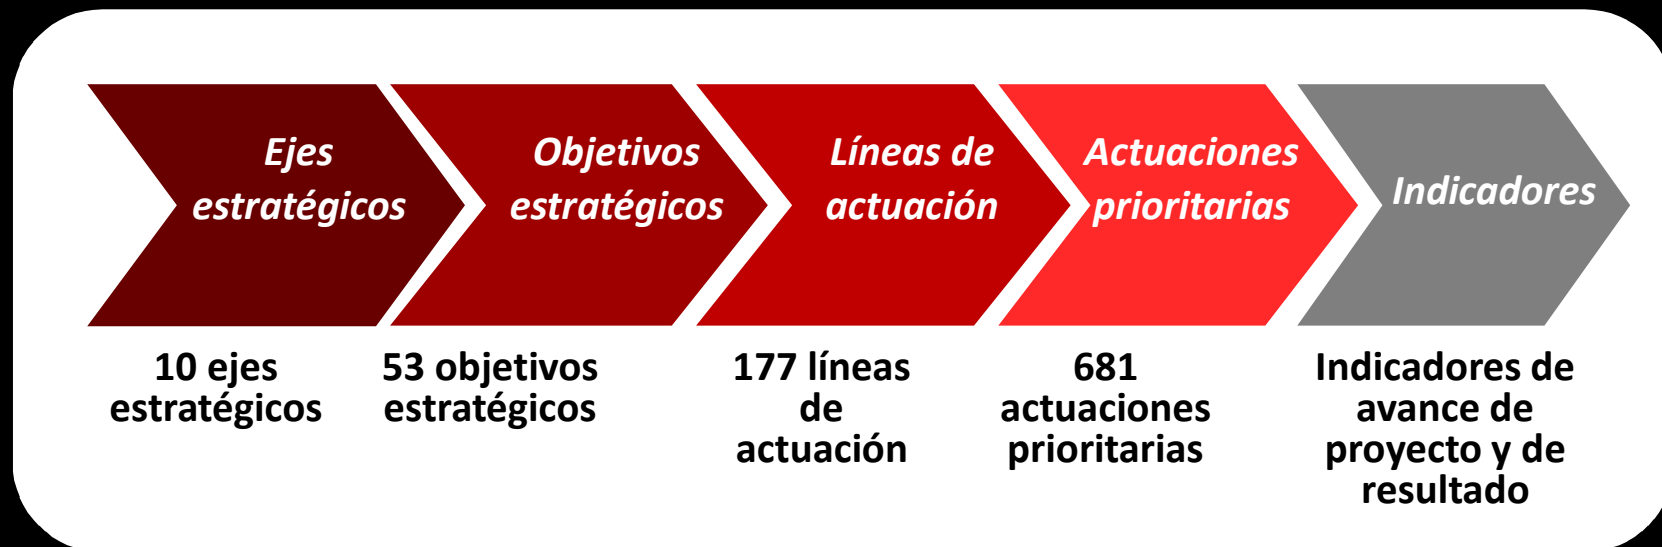 Ejes
estratégicos
Objetivos
estratégicos
Líneas de
actuación
Actuaciones
prioritarias
Indicadores
10 ejes
estratégicos
53 objetivos
estratégicos
177 líneas
de
actuación
681
actuaciones
prioritarias
Indicadores de
avance de
proyecto y de
resultado